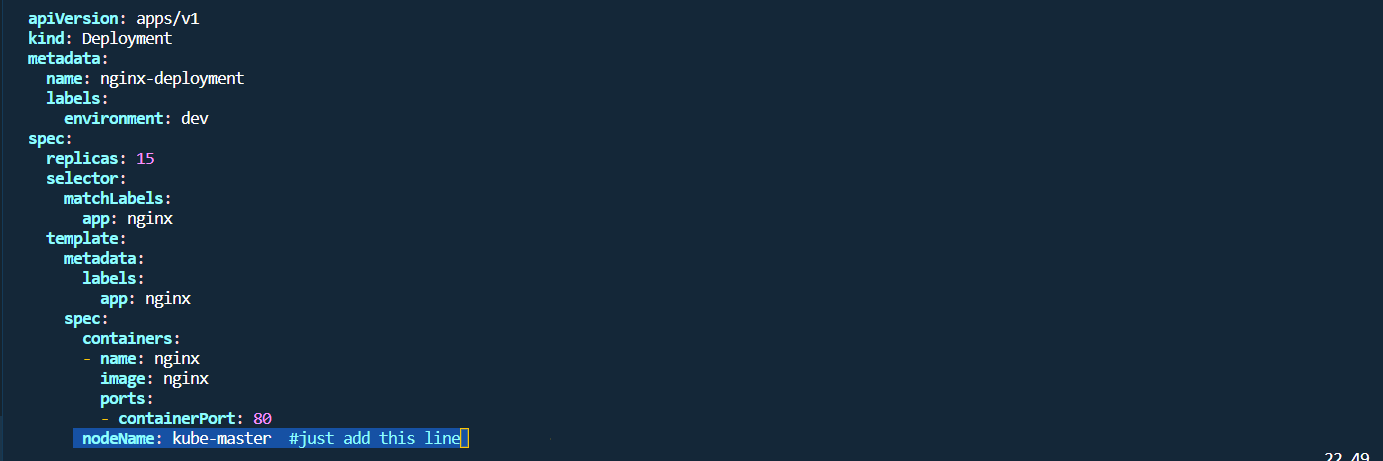 apiVersion: apps/v1
kind: Deployment
metadata:
  name: nginx-deployment
  labels:
    environment: dev
spec:
  replicas: 15
  selector:
    matchLabels:
      app: nginx
  template:
    metadata:
      labels:
        app: nginx
    spec:
      containers:
      - name: nginx
        image: nginx
        ports:
        - containerPort: 80
      nodeName: kube-master  #just add this line
22,49